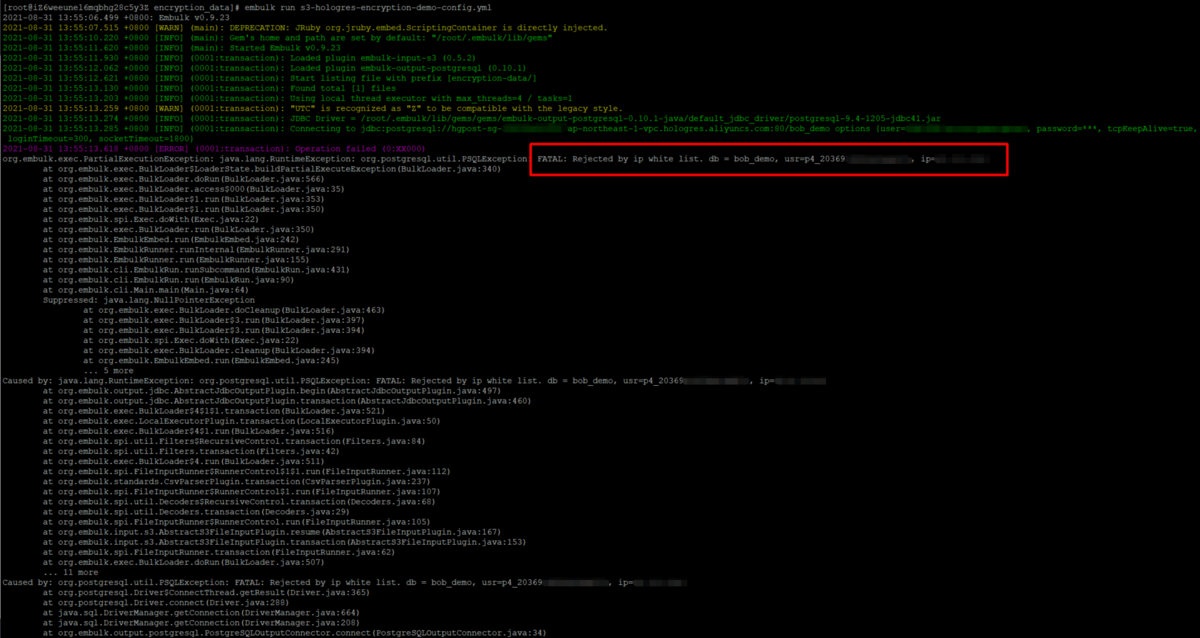 [root@iZ6weeunel6mqbhg28c5y3Z encryption_data]# embulk run s3-hologres-encryption-demo-config.yml
2021-08-31 13:55:06.499 +0800: Embulk v0.9.23
2021-08-31 13:55:07.515 +0800 [WARN] (main): DEPRECATION: JRuby org.jruby.embed.ScriptingContainer is directly injected.
2021-08-31 13:55:10.220 +0800 [INFO] (main): Gem's home and path are set by default: "/root/.embulk/lib/gems"
2021-08-31 13:55:11.620 +0800 [INFO] (main): Started Embulk v0.9.23
2021-08-31 13:55:11.930 +0800 [INFO] (0001:transaction): Loaded plugin embulk-input-s3 (0.5.2)
2021-08-31 13:55:12.062 +0800 [INFO] (0001:transaction): Loaded plugin embulk-output-postgresql (0.10.1)
2021-08-31 13:55:12.621 +0800 [INFO] (0001:transaction): Start listing file with prefix [encryption-data/]
2021-08-31 13:55:13.130 +0800 [INFO] (0001:transaction): Found total [1] files
2021-08-31 13:55:13.203 +0800 [INFO] (0001:transaction): Using local thread executor with max_threads=4 / tasks=1
2021-08-31 13:55:13.259 +0800 [WARN] (0001:transaction): "UTC" is recognized as "Z" to be compatible with the legacy style.
2021-08-31 13:55:13.274 +0800 [INFO] (0001:transaction): JDBC Driver = /root/.embulk/lib/gems/gems/embulk-output-postgresql-0.10.1-java/default_jdbc_driver/postgresql-9.4-1205-jdbc41.jar
2021-08-31 13:55:13.285 +0800 [INFO] (0001:transaction): Connecting to jdbc:postgresql://hgpost-sg- ap-northeast-1-vpc.hologres.aliyuncs.com:80/bob_demo options {user= , password=***, tcpKeepAlive=true,
loginTimeout=300, socketTimeout=1800}
2021-08-31 13:55:13.618 +0800 [ERROR] (0001:transaction): Operation failed (0:XX000)
org.embulk.exec.PartialExecutionException: java.lang.RuntimeException: org.postgresql.util.PSQLException: FATAL: Rejected by ip white list. db = bob_demo, usr=p4_20369 , ip=
at org.embulk.exec.BulkLoader$LoaderState.buildPartialExecuteException(BulkLoader.java:340)
at org.embulk.exec.BulkLoader.doRun(BulkLoader.java:566)
at org.embulk.exec.BulkLoader.access$000(BulkLoader.java:35)
at org.embulk.exec.BulkLoader$1.run(BulkLoader.java:353)
at org.embulk.exec.BulkLoader$1.run(BulkLoader.java:350)
at org.embulk.spi.Exec.doWith(Exec.java:22)
at org.embulk.exec.BulkLoader.run(BulkLoader.java:350)
at org.embulk.EmbulkEmbed.run(EmbulkEmbed.java:242)
at org.embulk.EmbulkRunner.runInternal(EmbulkRunner.java:291)
at org.embulk.EmbulkRunner.run(EmbulkRunner.java:155)
at org.embulk.cli.EmbulkRun.runSubcommand(EmbulkRun.java:431)
at org.embulk.cli.EmbulkRun.run(EmbulkRun.java:90)
at org.embulk.cli.Main.main(Main.java:64)
Suppressed: java.lang.NullPointerException
at org.embulk.exec.BulkLoader.doCleanup(BulkLoader.java:463)
at org.embulk.exec.BulkLoader$3.run(BulkLoader.java:397)
at org.embulk.exec.BulkLoader$3.run(BulkLoader.java:394)
at org.embulk.spi.Exec.doWith(Exec.java:22)
at org.embulk.exec.BulkLoader.cleanup(BulkLoader.java:394)
at org.embulk.EmbulkEmbed.run(EmbulkEmbed.java:245)
... 5 more
Caused by: java.lang.RuntimeException: org.postgresql.util.PSQLException: FATAL: Rejected by ip white list. db = bob_demo, usr=p4_20369 , ip=
at org.embulk.output.jdbc.AbstractJdbcOutputPlugin.begin(AbstractJdbcOutputPlugin.java:497)
at org.embulk.output.jdbc.AbstractJdbcOutputPlugin.transaction(AbstractJdbcOutputPlugin.java:460)
at org.embulk.exec.BulkLoader$4$1$1.transaction(BulkLoader.java:521)
at org.embulk.exec.LocalExecutorPlugin.transaction(LocalExecutorPlugin.java:50)
at org.embulk.exec.BulkLoader$4$1.run(BulkLoader.java:516)
at org.embulk.spi.util.Filters$RecursiveControl.transaction(Filters.java:84)
at org.embulk.spi.util.Filters.transaction(Filters.java:42)
at org.embulk.exec.BulkLoader$4.run(BulkLoader.java:511)
at org.embulk.spi.FileInputRunner$RunnerControl$1$1.run(FileInputRunner.java:112)
at org.embulk.standards.CsvParserPlugin.transaction(CsvParserPlugin.java:237)
at org.embulk.spi.FileInputRunner$RunnerControl$1.run(FileInputRunner.java:107)
at org.embulk.spi.util.Decoders$RecursiveControl.transaction(Decoders.java:68)
at org.embulk.spi.util.Decoders.transaction(Decoders.java:29)
at org.embulk.spi.FileInputRunner$RunnerControl.run(FileInputRunner.java:105)
at org.embulk.input.s3.AbstractS3FileInputPlugin.resume(AbstractS3FileInputPlugin.java:167)
at org.embulk.input.s3.AbstractS3FileInputPlugin.transaction(AbstractS3FileInputPlugin.java:153)
at org.embulk.spi.FileInputRunner.transaction(FileInputRunner.java:62)
at org.embulk.exec.BulkLoader.doRun(BulkLoader.java:507)
... 11 more
Caused by: org.postgresql.util.PSQLException: FATAL: Rejected by ip white list. db = bob_demo, usr=p4_20369 , ip=
at org.postgresql.Driver$ConnectThread.getResult(Driver.java:365)
at org.postgresql.Driver.connect(Driver.java:288)
at java.sql.DriverManager.getConnection(DriverManager.java:664)
at java.sql.DriverManager.getConnection(DriverManager.java:208)
at org.embulk.output.postgresql.PostgreSQLOutputConnector.connect(PostgreSQLOutputConnector.java:34)